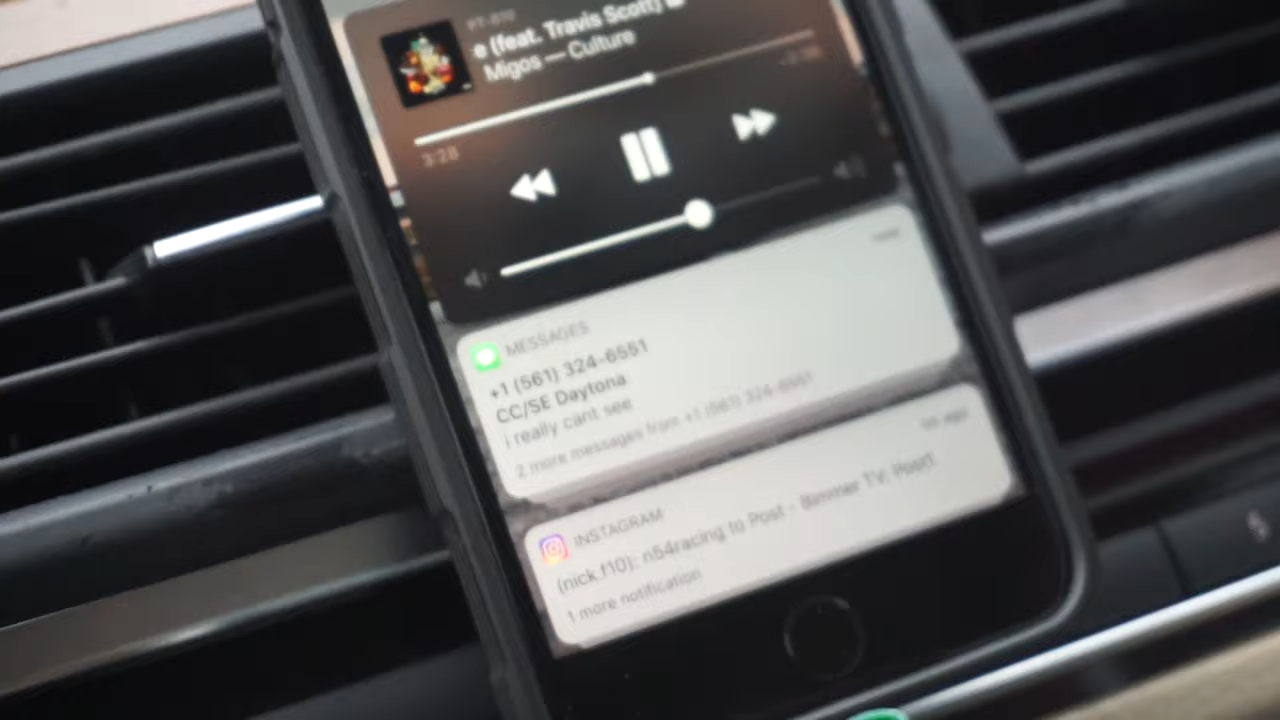 e (feat. Travis Scott)
Migos — Culture
3:28
MESSAGES
+1 (561) 324-6551
CC/SE Daytona
i really cant see
2 more messages from +1 (561) 324-6551
INSTAGRAM
(nick.f10): n54racing to Post - Bimmer TV: Post1
1 more notification